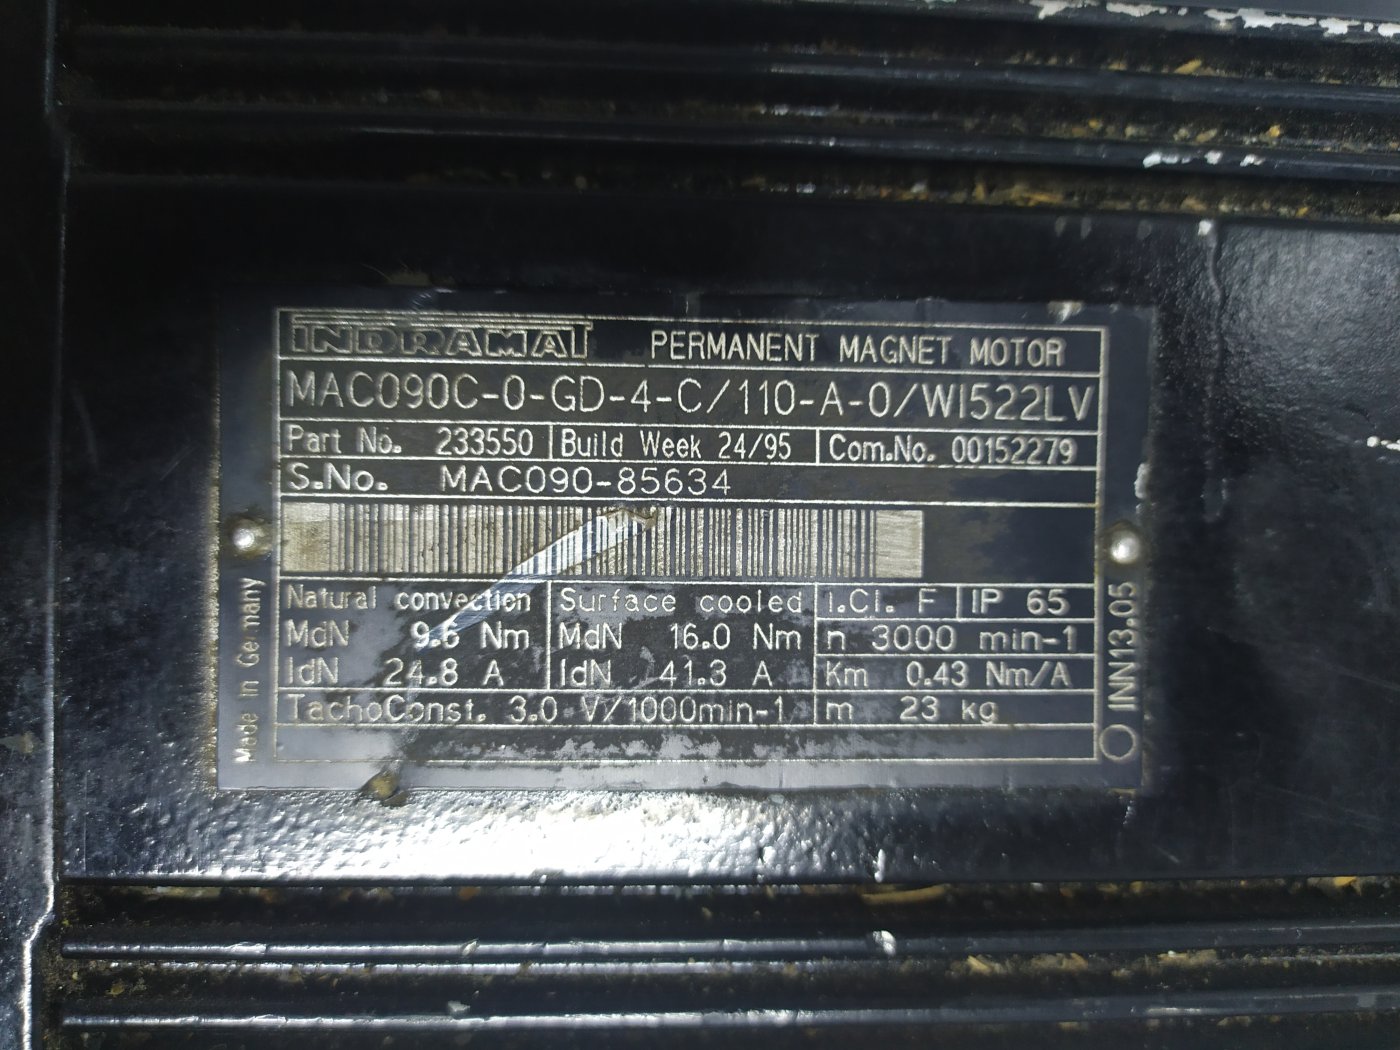 INDRAMAT PERMANENT MAGNET MOTOR
MAC090C-0-GD-4-C/110-A-0/WI522LV
Part No. 233550 Build Week 24/95 Com.No. 00152279
S.No. MAC090-85634
Natural convection Surface cooled I.Cl. F IP 65
MdN 9.6 Nm MdN 16.0 Nm n 3000 min-1
IdN 24.8 A IdN 41.3 A Km 0.43 Nm/A
TachoConst. 3.0 V/1000min-1 m 23 kg
Made in Germany
INN13.05